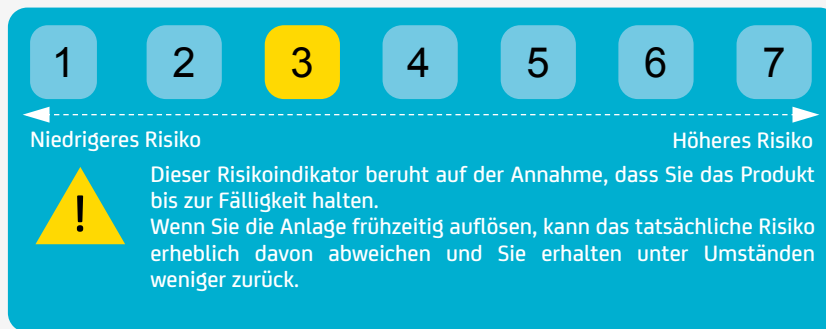 1 2 3 4 5 6 7
Niedrigeres Risiko Höheres Risiko
!
Dieser Risikoindikator beruht auf der Annahme, dass Sie das Produkt
bis zur Fälligkeit halten.
Wenn Sie die Anlage frühzeitig auflösen, kann das tatsächliche Risiko
erheblich davon abweichen und Sie erhalten unter Umständen
weniger zurück.